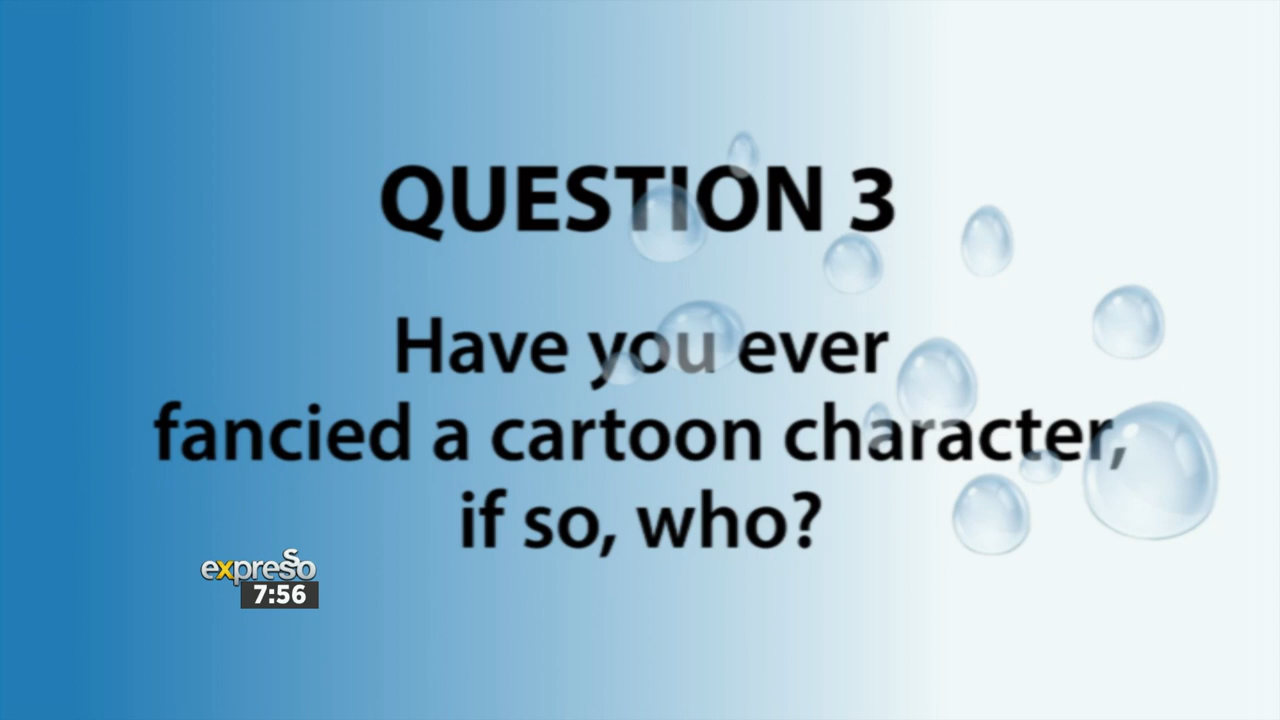 QUESTION 3
Have you ever
fancied a cartoon character,
if so, who?
expresso
7:56